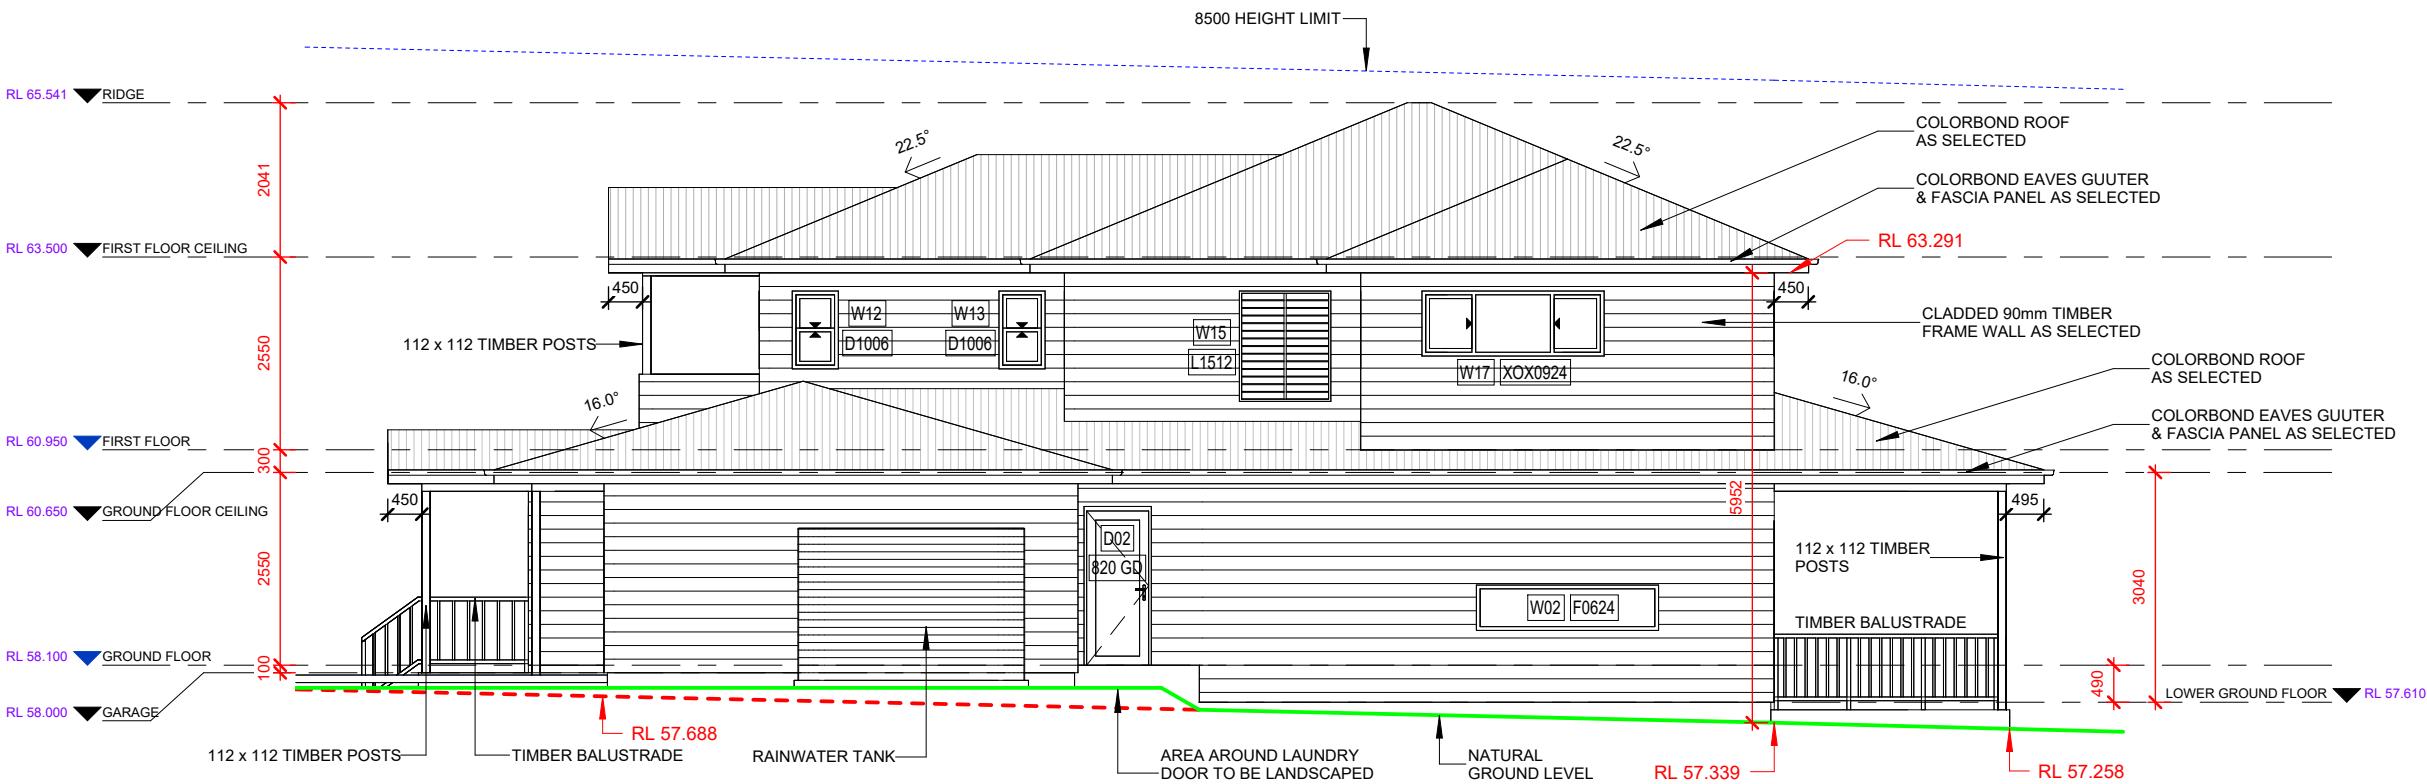 8500 HEIGHT LIMIT
RL 65.541 RIDGE
2041
22.5°
22.5°
COLORBOND ROOF
AS SELECTED
COLORBOND EAVES GUUTER
& FASCIA PANEL AS SELECTED
RL 63.291
RL 63.500 FIRST FLOOR CEILING
450
450
W12
D1006
W13
D1006
W15
L1512
W17 XOX0924
CLADDED 90mm TIMBER
FRAME WALL AS SELECTED
112 x 112 TIMBER POSTS
2550
COLORBOND ROOF
AS SELECTED
16.0°
16.0°
COLORBOND EAVES GUUTER
& FASCIA PANEL AS SELECTED
RL 60.950 FIRST FLOOR
300
RL 60.650 GROUND FLOOR CEILING
450
495
5952
2550
D02
820 GD
112 x 112 TIMBER
POSTS
3040
W02 F0624
TIMBER BALUSTRADE
RL 58.100 GROUND FLOOR
100
490
LOWER GROUND FLOOR RL 57.610
RL 58.000 GARAGE
RL 57.688
112 x 112 TIMBER POSTS
TIMBER BALUSTRADE
RAINWATER TANK
AREA AROUND LAUNDRY
DOOR TO BE LANDSCAPED
NATURAL
GROUND LEVEL
RL 57.339
RL 57.258